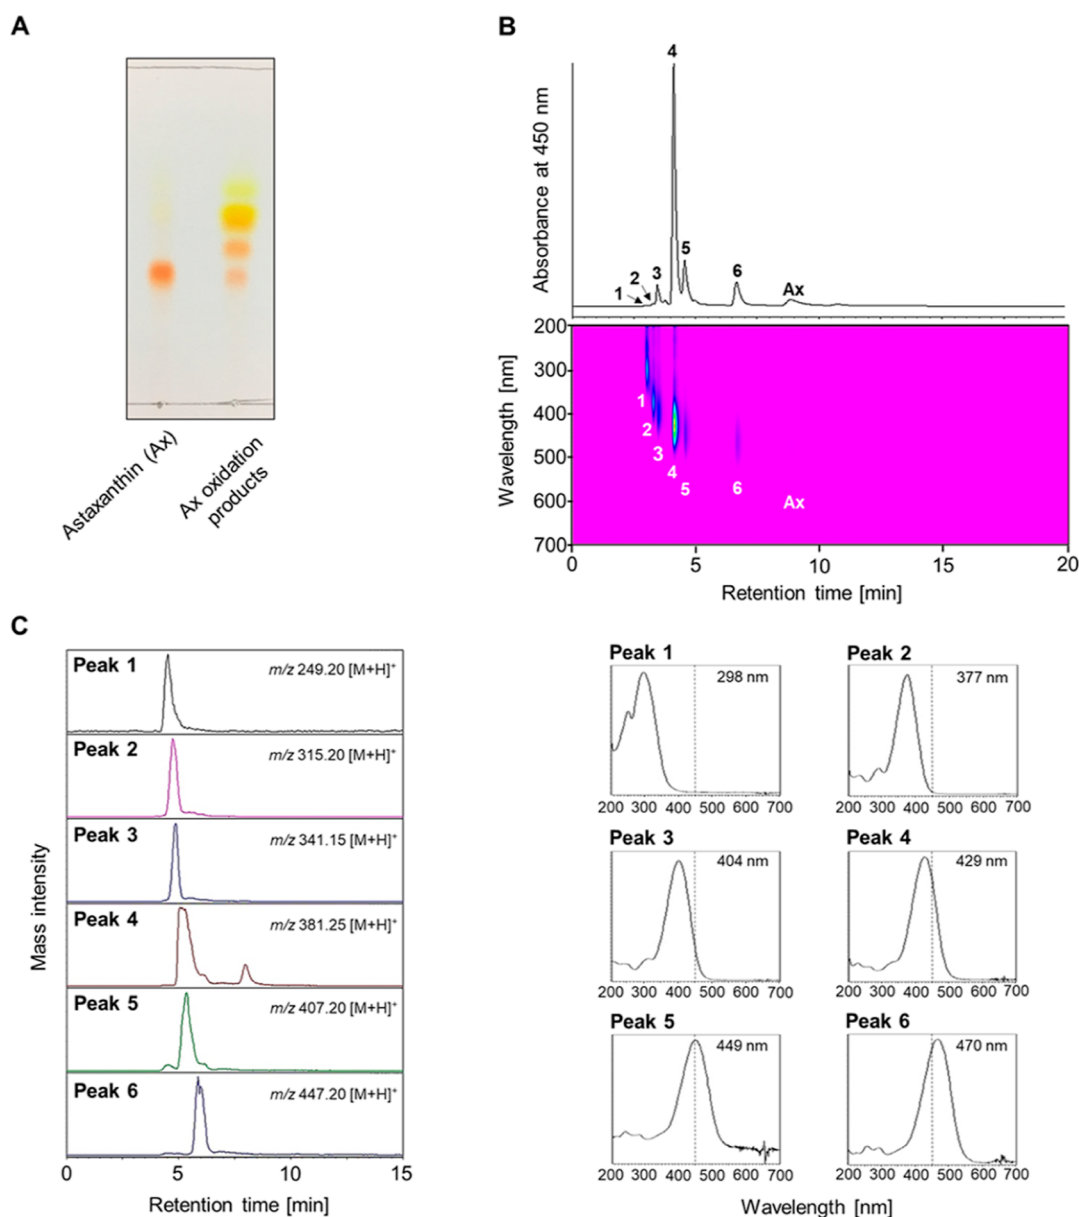 A
Astaxanthin (Ax)
Ax oxidation
products
B
Absorbance at 450 nm
1
2
3
4
5
6
Ax
Wavelength [nm]
200
300
400
500
600
700
1
2
3
4
5
6
Ax
0 5 10 15 20
Retention time [min]
C
Mass intensity
Peak 1 m/z 249.20 [M+H]+
Peak 2 m/z 315.20 [M+H]+
Peak 3 m/z 341.15 [M+H]+
Peak 4 m/z 381.25 [M+H]+
Peak 5 m/z 407.20 [M+H]+
Peak 6 m/z 447.20 [M+H]+
0 5 10 15
Retention time [min]
Peak 1
298 nm
200 300 400 500 600 700
Peak 2
377 nm
200 300 400 500 600 700
Peak 3
404 nm
200 300 400 500 600 700
Peak 4
429 nm
200 300 400 500 600 700
Peak 5
449 nm
200 300 400 500 600 700
Peak 6
470 nm
200 300 400 500 600 700
Wavelength [nm]